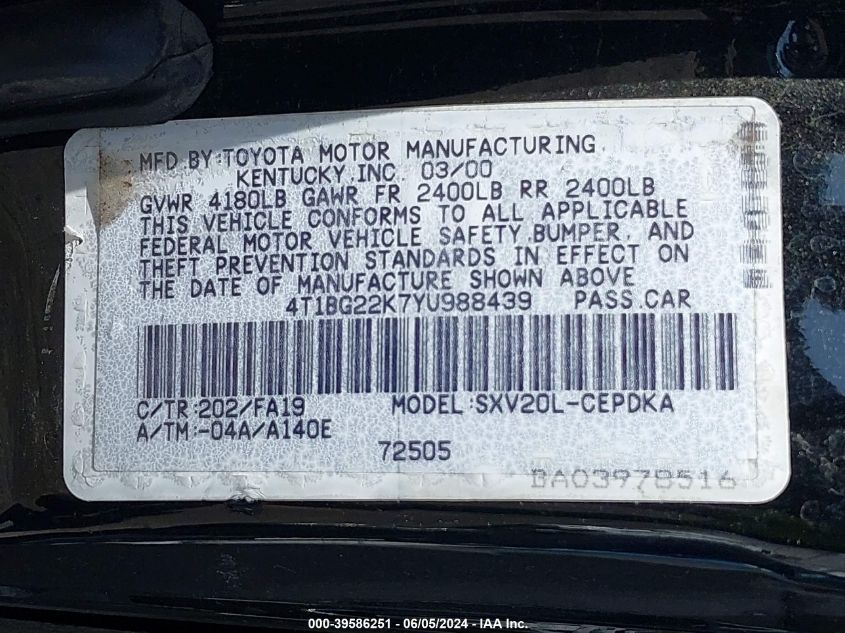 MFD. BY: TOYOTA MOTOR MANUFACTURING,
KENTUCKY, INC. 03/00
GVWR 4180LB GAWR FR 2400LB RR 2400LB
THIS VEHICLE CONFORMS TO ALL APPLICABLE
FEDERAL MOTOR VEHICLE SAFETY, BUMPER, AND
THEFT PREVENTION STANDARDS IN EFFECT ON
THE DATE OF MANUFACTURE SHOWN ABOVE.
4T1BG22K7YU988439 PASS. CAR
C/TR: 202/FA19 MODEL: SXV20L-CEPDKA
A/TM: -04A/A140E
72505
BA03978516
000-39586251 - 06/05/2024 - IAA Inc.